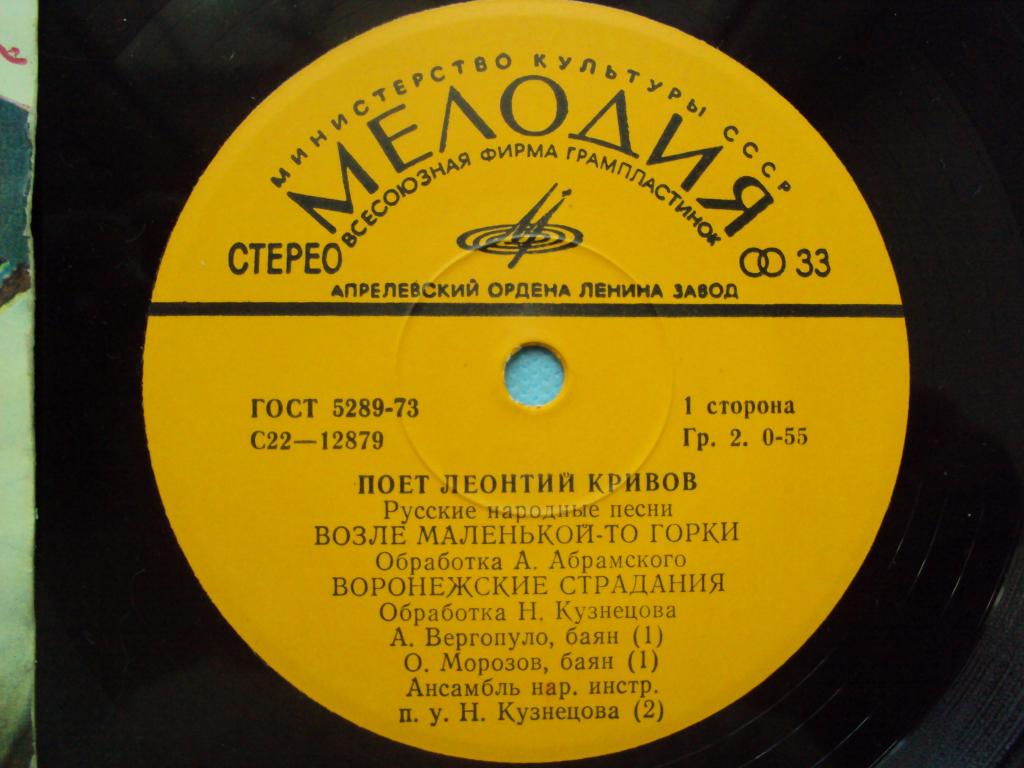 МИНИСТЕРСТВО КУЛЬТУРЫ СССР
МЕЛОДИЯ
ВСЕСОЮЗНАЯ ФИРМА ГРАМПЛАСТИНОК
СТЕРЕО
33
АПРЕЛЕВСКИЙ ОРДЕНА ЛЕНИНА ЗАВОД
ГОСТ 5289-73
1 сторона
С22—12879
Гр. 2. 0-55
ПОЕТ ЛЕОНТИЙ КРИВОВ
Русские народные песни
ВОЗЛЕ МАЛЕНЬКОЙ-ТО ГОРКИ
Обработка А. Абрамского
ВОРОНЕЖСКИЕ СТРАДАНИЯ
Обработка Н. Кузнецова
А. Вергопуло, баян (1)
О. Морозов, баян (1)
Ансамбль нар. инстр.
п. у. Н. Кузнецова (2)